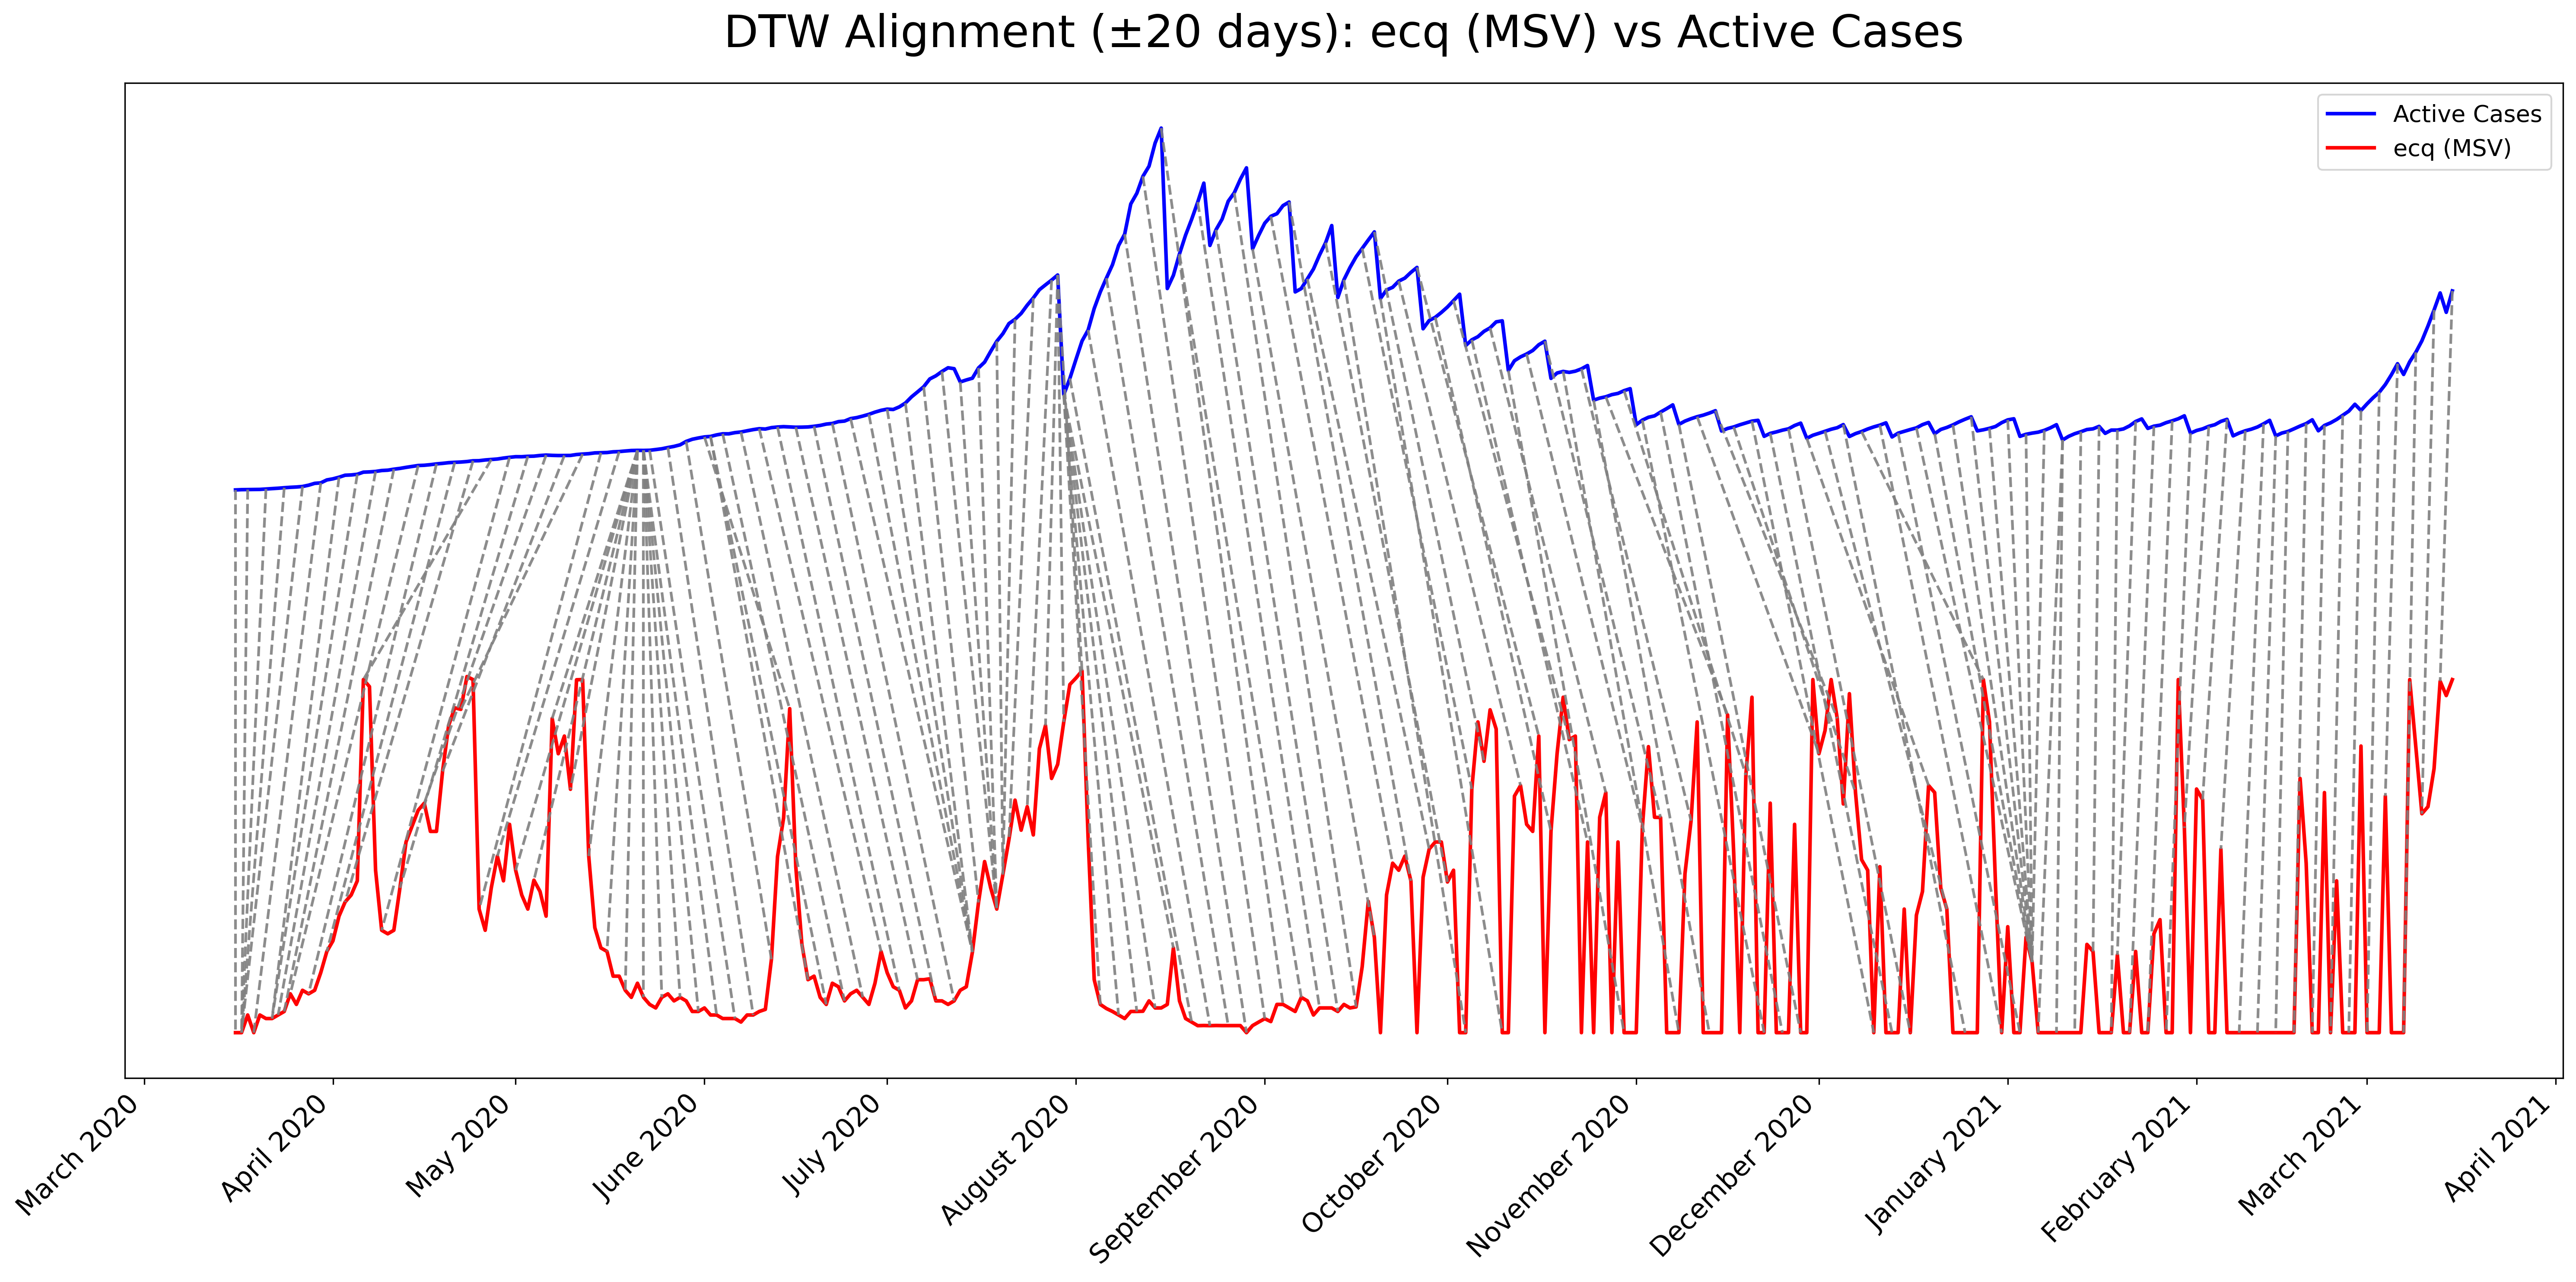 DTW Alignment (±20 days): ecq (MSV) vs Active Cases
Active Cases
ecq (MSV)
March 2020
April 2020
May 2020
June 2020
July 2020
August 2020
September 2020
October 2020
November 2020
December 2020
January 2021
February 2021
March 2021
April 2021